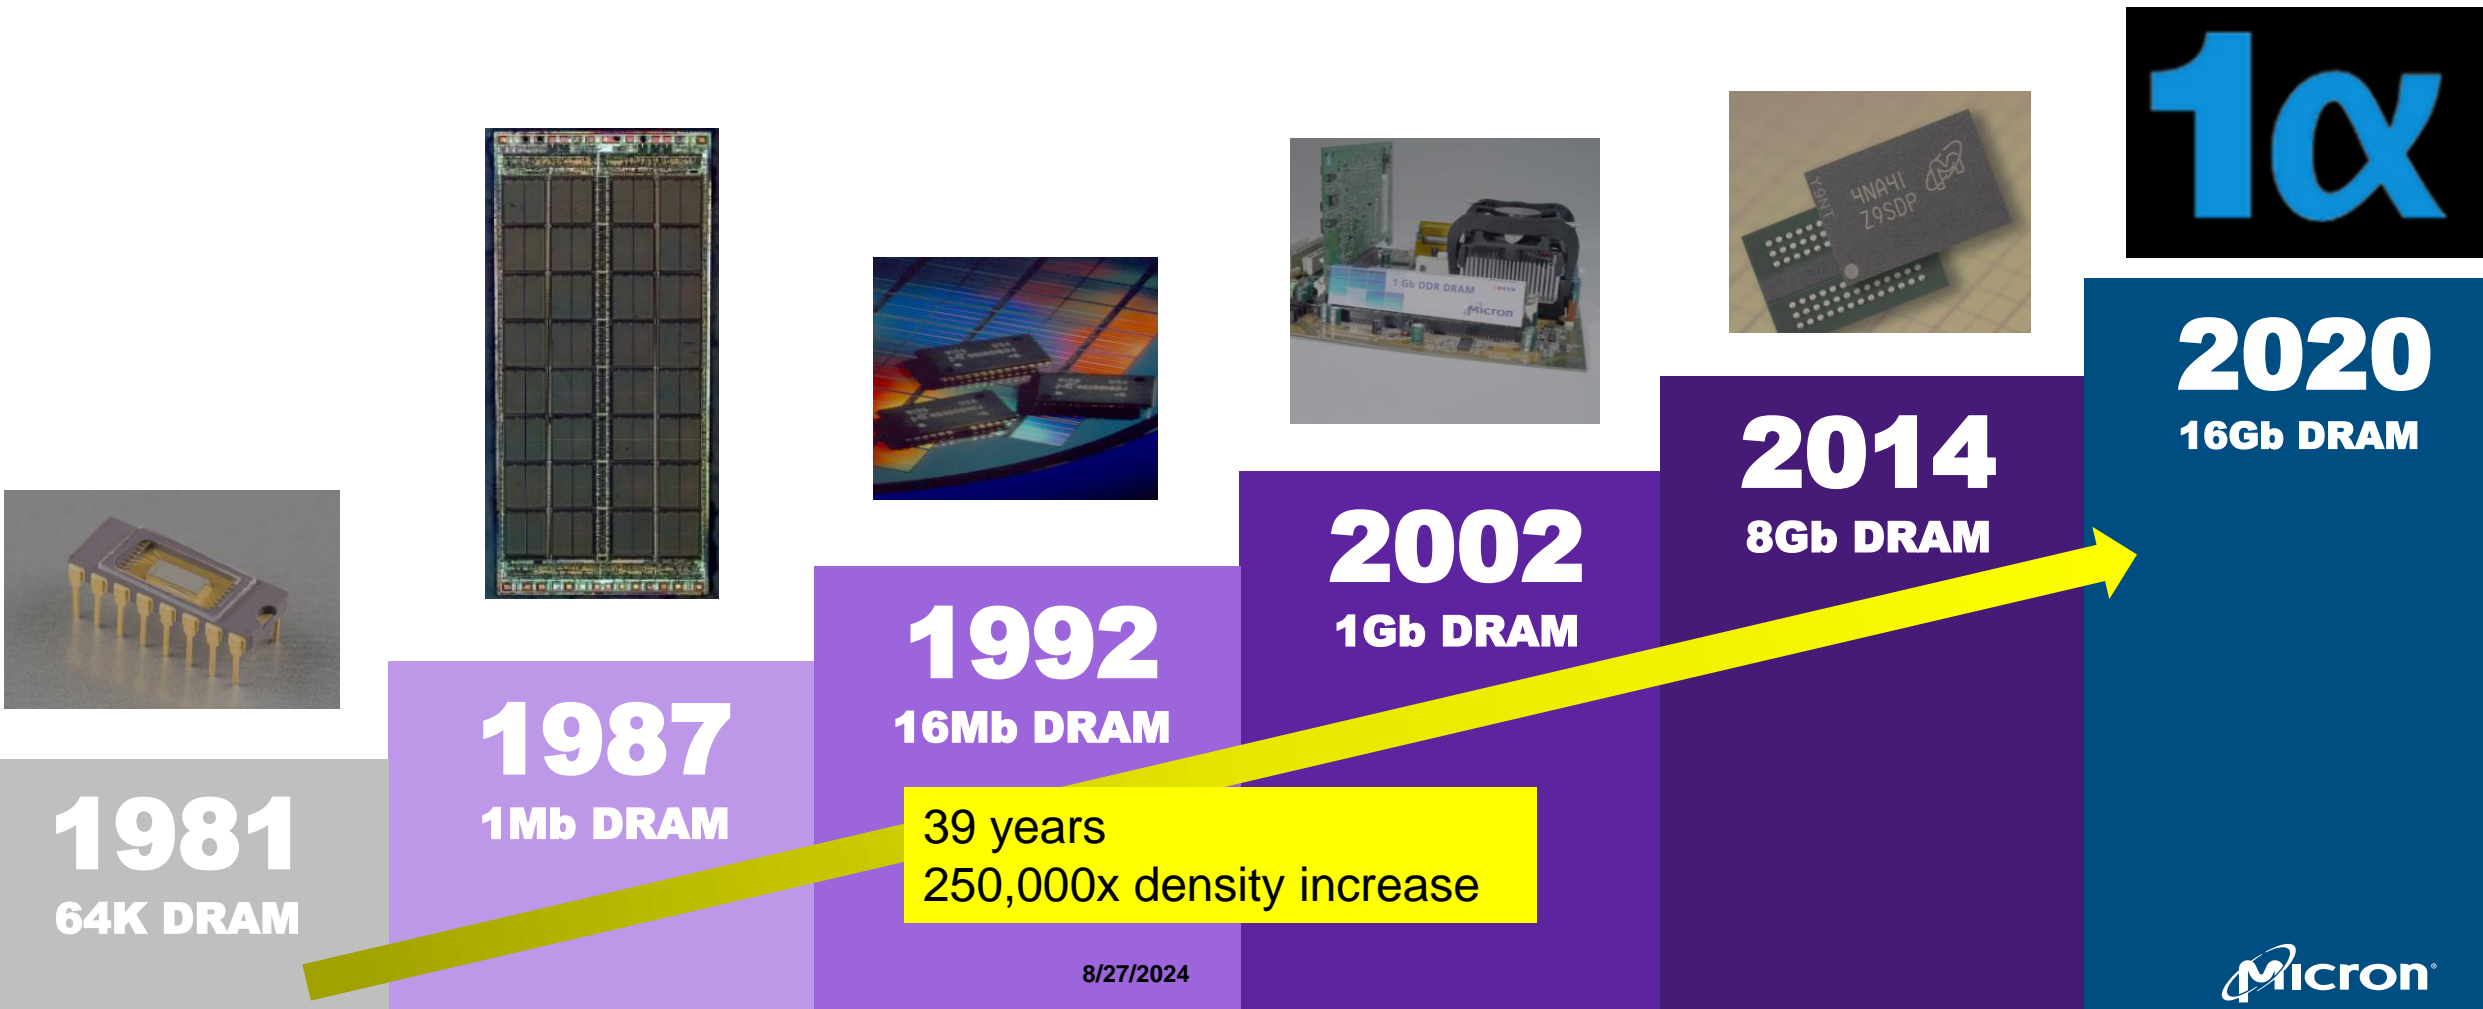 1α
4NA41
Z9SDP
Y9NT
1 Gb DDR DRAM
Micron
2020
16Gb DRAM
2014
8Gb DRAM
2002
1Gb DRAM
1992
16Mb DRAM
1987
1Mb DRAM
1981
64K DRAM
39 years
250,000x density increase
8/27/2024
Micron